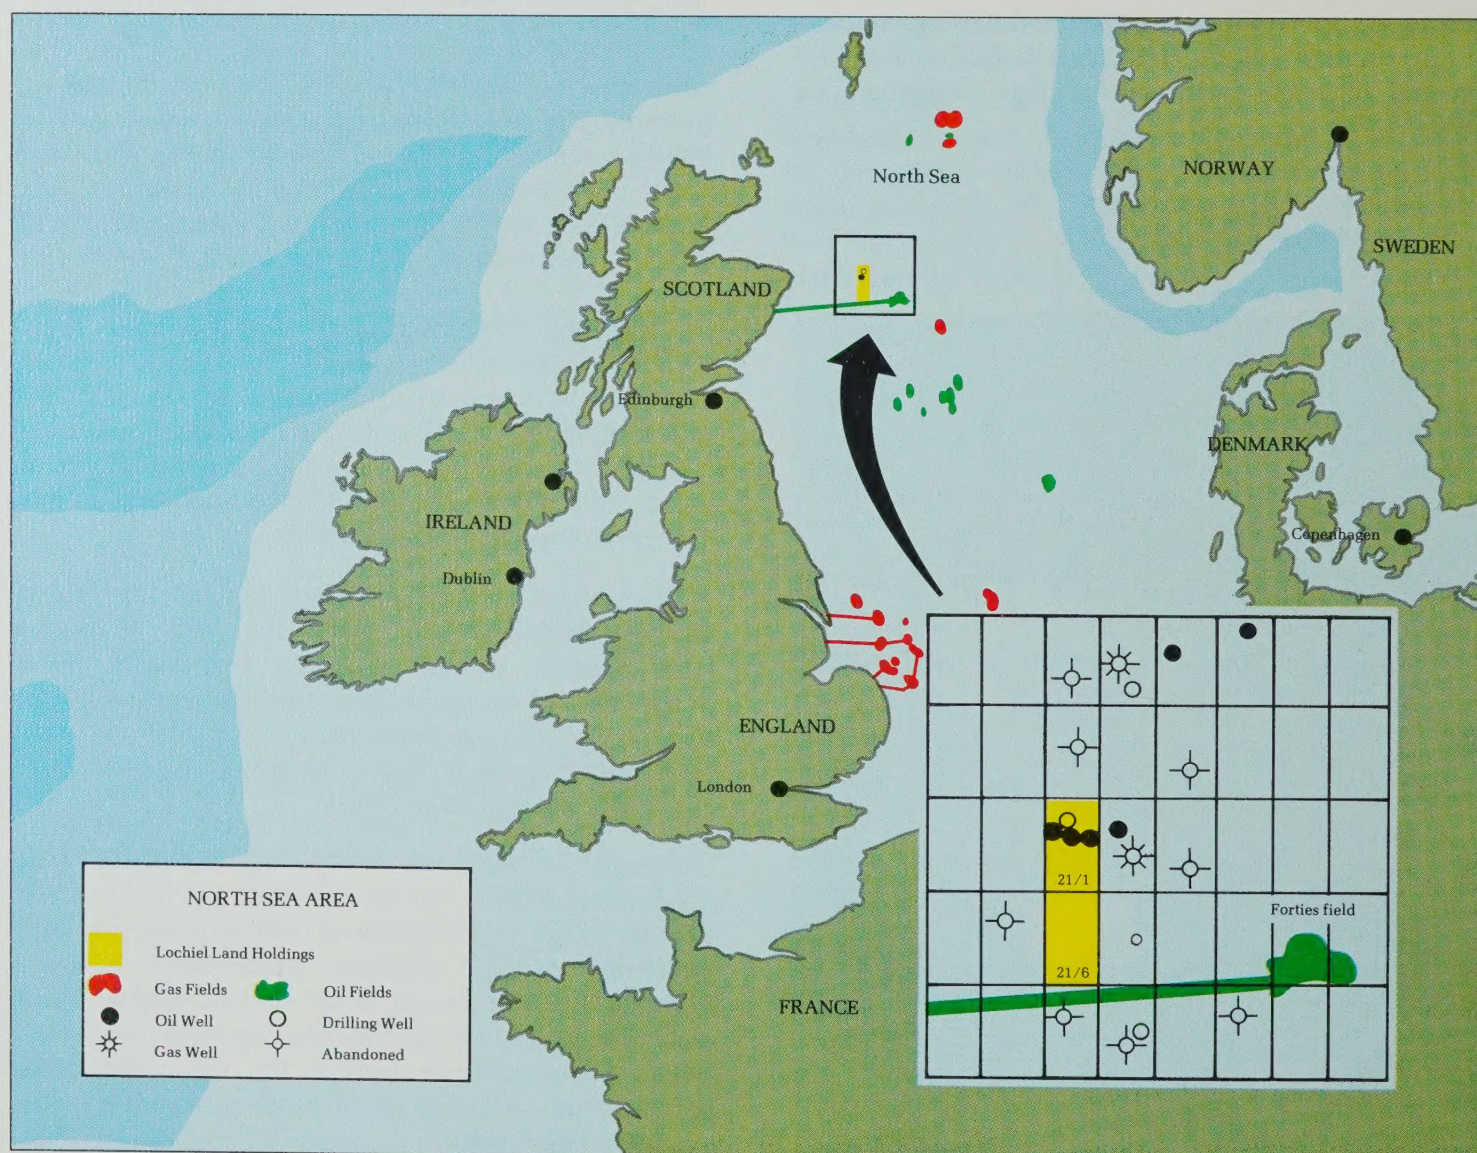 North Sea
NORWAY
SWEDEN
SCOTLAND
Edinburgh
DENMARK
IRELAND
Copenhagen
Dublin
ENGLAND
London
21/1
Forties field
21/6
FRANCE
NORTH SEA AREA
Lochiel Land Holdings
Gas Fields
Oil Fields
Oil Well
Drilling Well
Gas Well
Abandoned